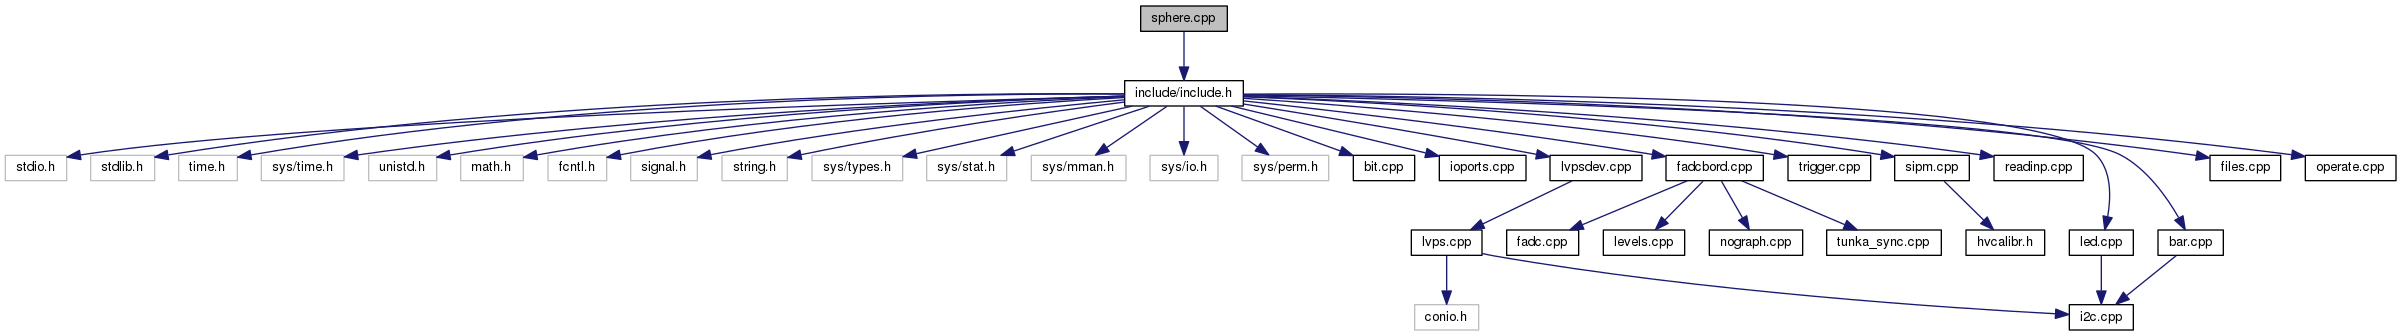 sphere.cpp
include/include.h
stdio.h
stdlib.h
time.h
sys/time.h
unistd.h
math.h
fcntl.h
signal.h
string.h
sys/types.h
sys/stat.h
sys/mman.h
sys/io.h
sys/perm.h
bit.cpp
ioports.cpp
lvpsdev.cpp
fadcbord.cpp
trigger.cpp
sipm.cpp
readinp.cpp
files.cpp
operate.cpp
lvps.cpp
fadc.cpp
levels.cpp
nograph.cpp
tunka_sync.cpp
hvcalibr.h
led.cpp
bar.cpp
conio.h
i2c.cpp